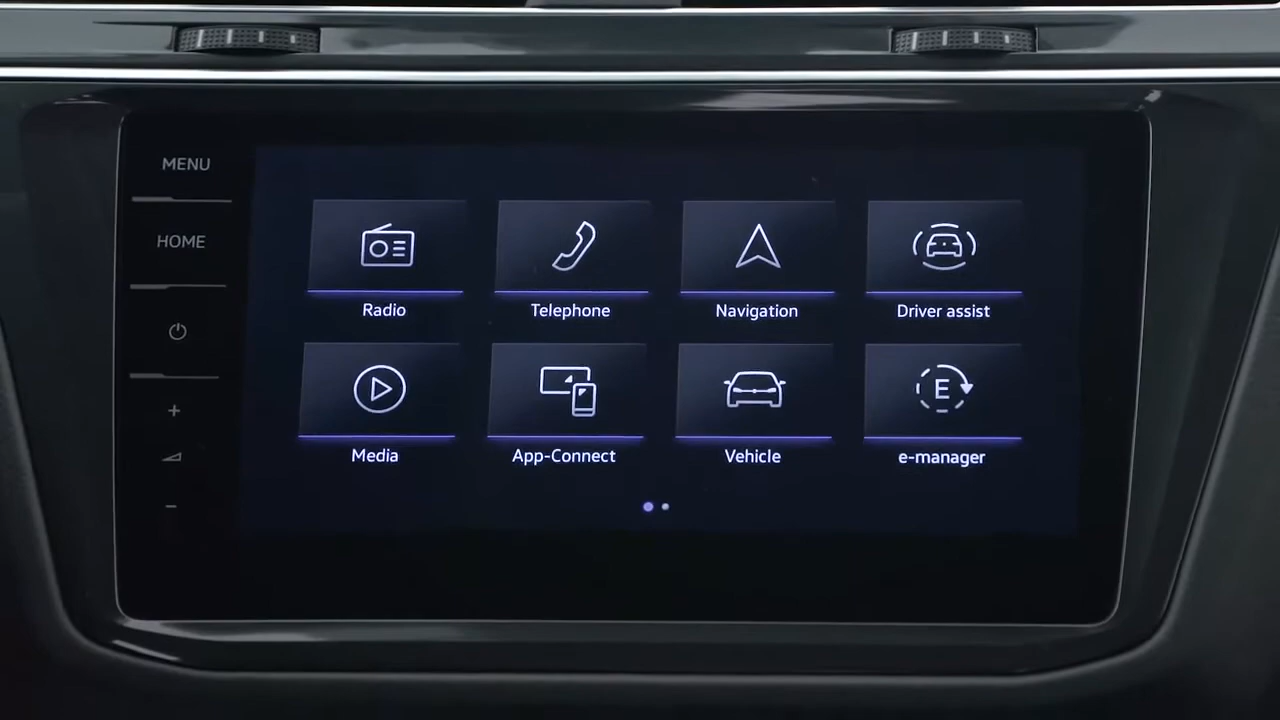 MENU
HOME
+
-
Radio
Telephone
Navigation
Driver assist
E
Media
App-Connect
Vehicle
e-manager